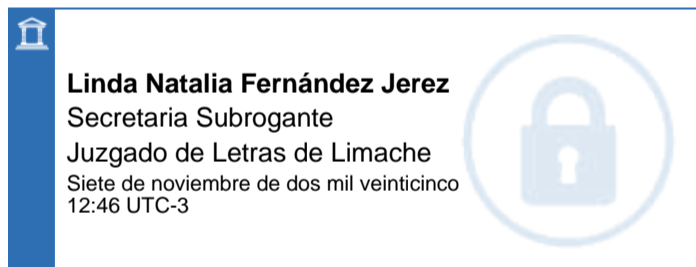 Linda Natalia Fernández Jerez
Secretaria Subrogante
Juzgado de Letras de Limache
Siete de noviembre de dos mil veinticinco
12:46 UTC-3